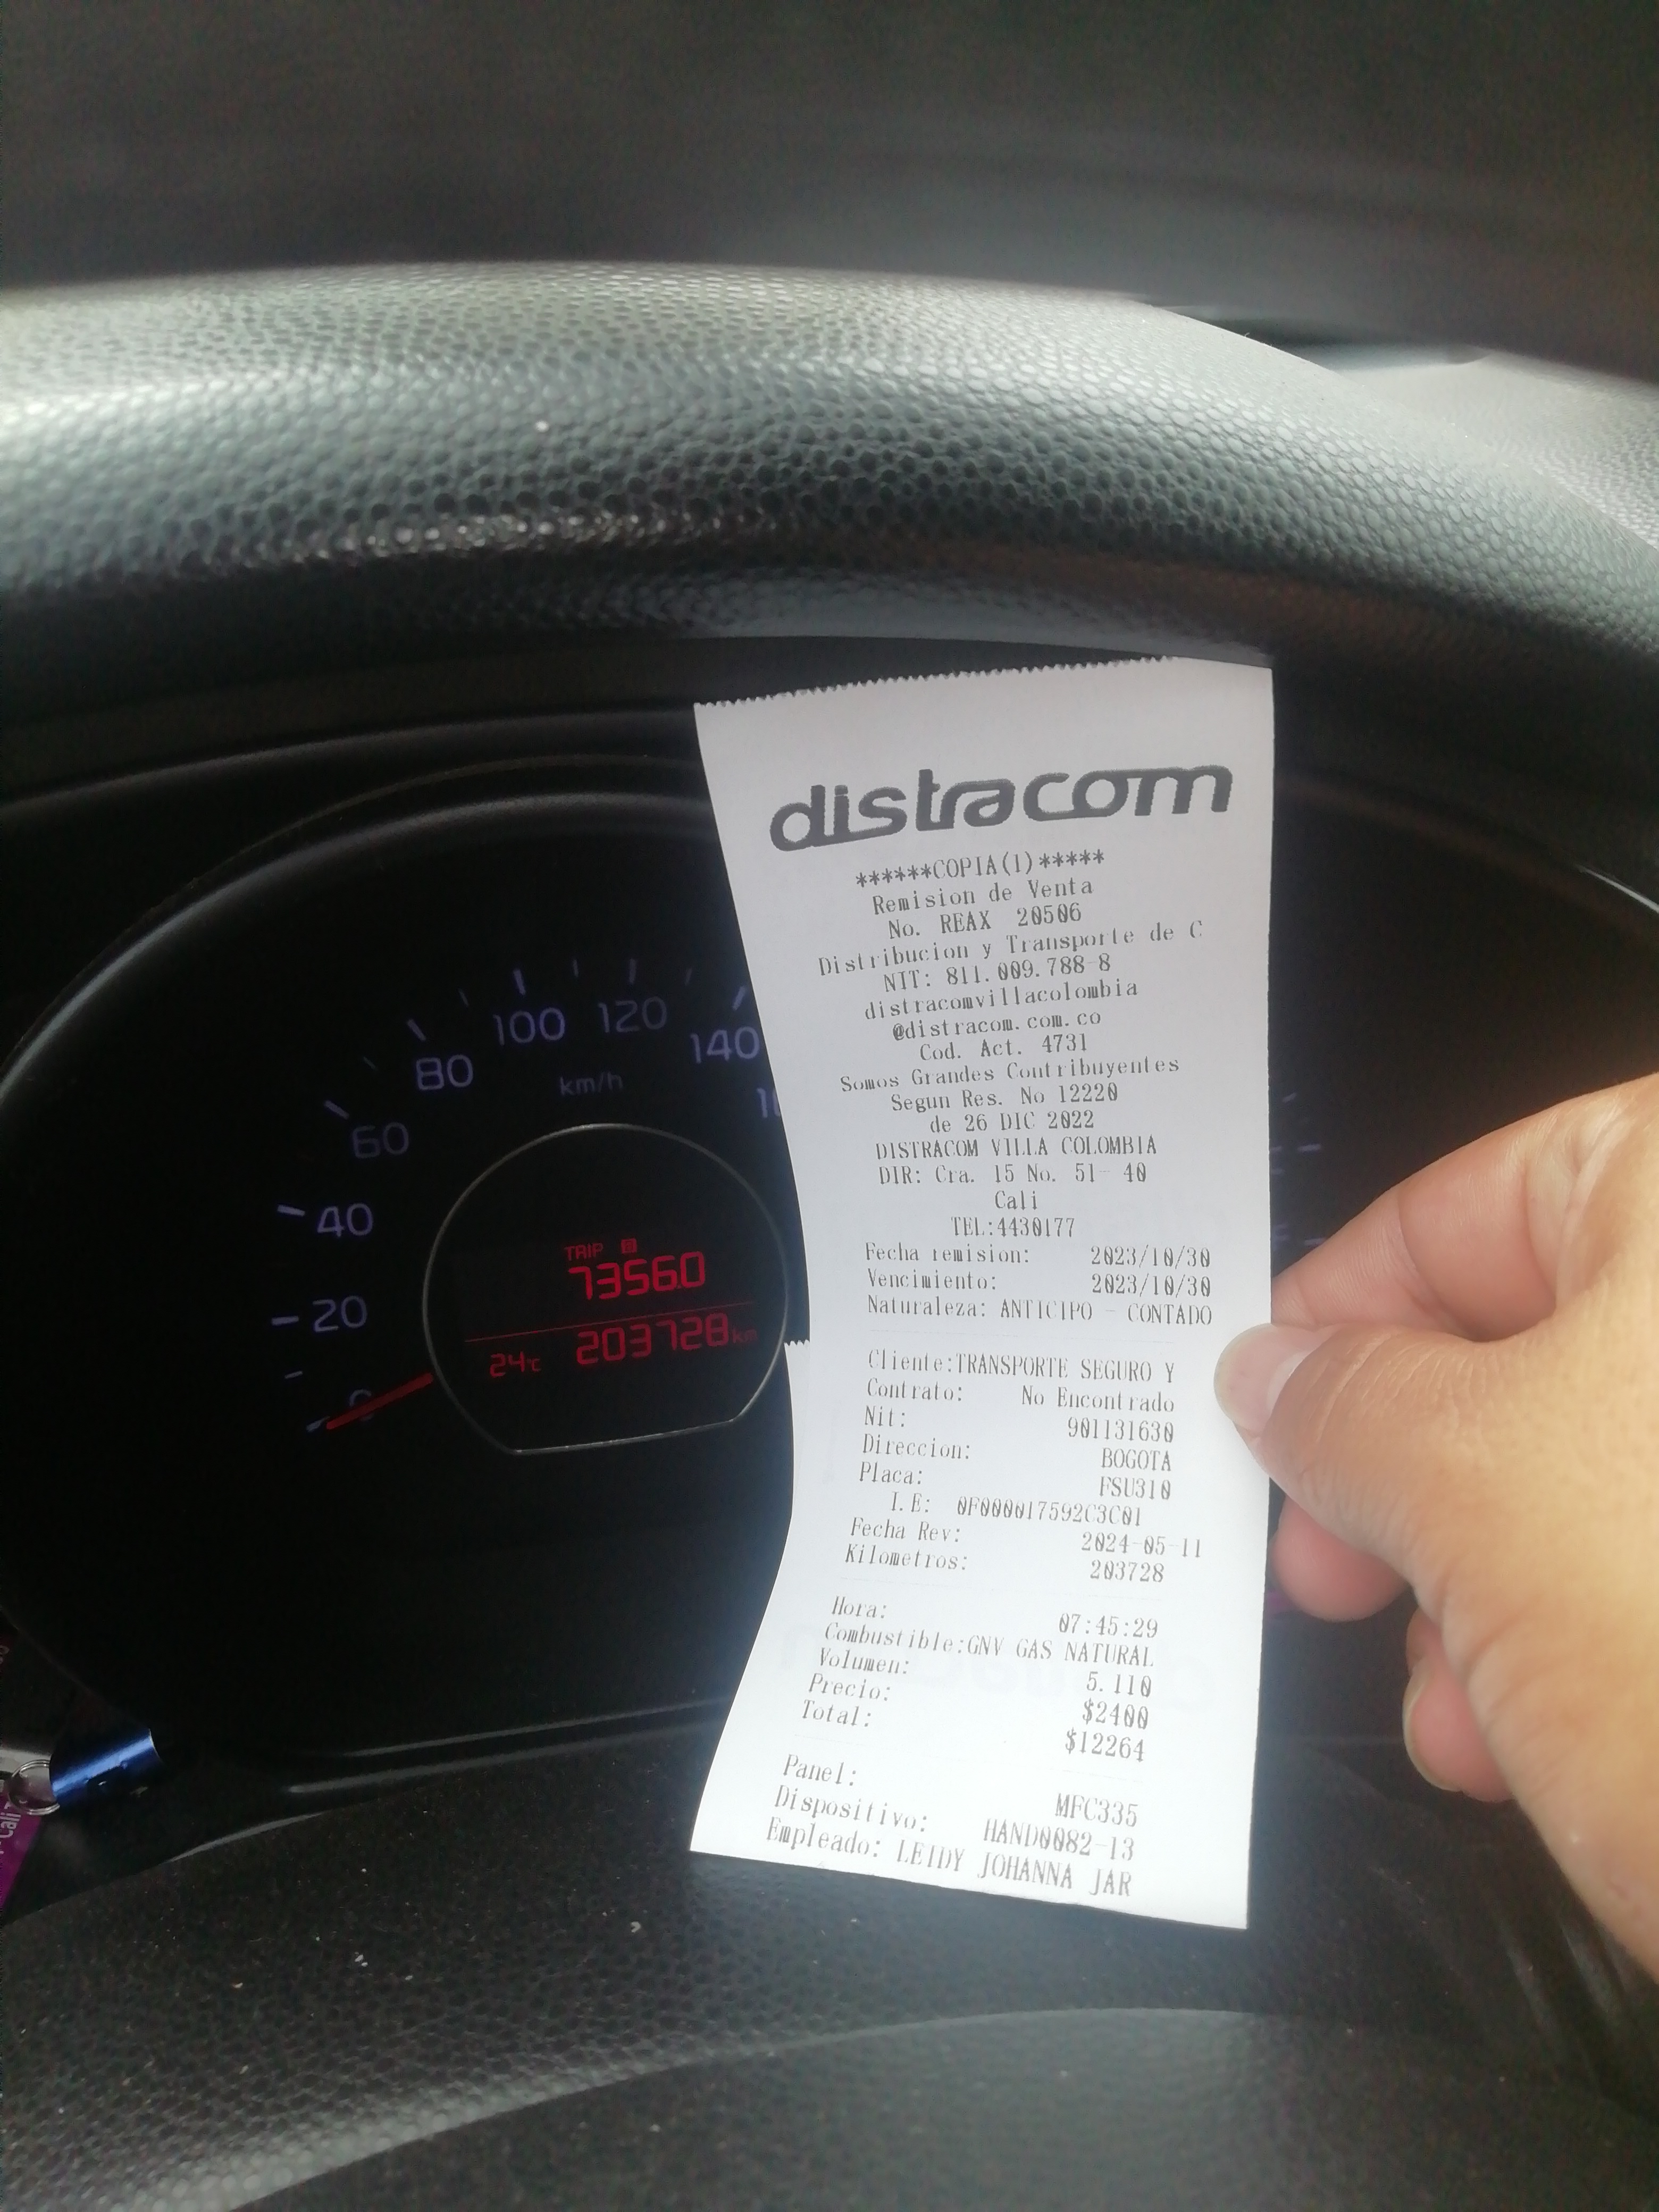 distracom
******COPIA(1)*****
Remision de Venta
No. REAX 20506
Distribucion y Transporte de C
NIT: 811.009.788-8
distracomvillacolombia
@distracom.com.co
Cod. Act. 4731
Somos Grandes Contribuyentes
Segun Res. No 12220
de 26 DIC 2022
DISTRACOM VILLA COLOMBIA
DIR: Cra. 15 No. 51- 40
Cali
TEL:4430177
Fecha remision: 2023/10/30
Vencimiento: 2023/10/30
Naturaleza: ANTICIPO - CONTADO
Cliente:TRANSPORTE SEGURO Y
Contrato: No Encontrado
Nit: 901131630
Direccion: BOGOTA
Placa: FSU310
I.E: 0F000017592C3C01
Fecha Rev: 2024-05-11
Kilometros: 203728
Hora: 07:45:29
Combustible:GNV GAS NATURAL
Volumen: 5.110
Precio: $2400
Total: $12264
Panel: MFC335
Dispositivo: HAND0082-13
Empleado: LEIDY JOHANNA JAR
0
20
40
60
80
100
120
140
km/h
TRIP B
7356.0
24°C 203728 km
Cali